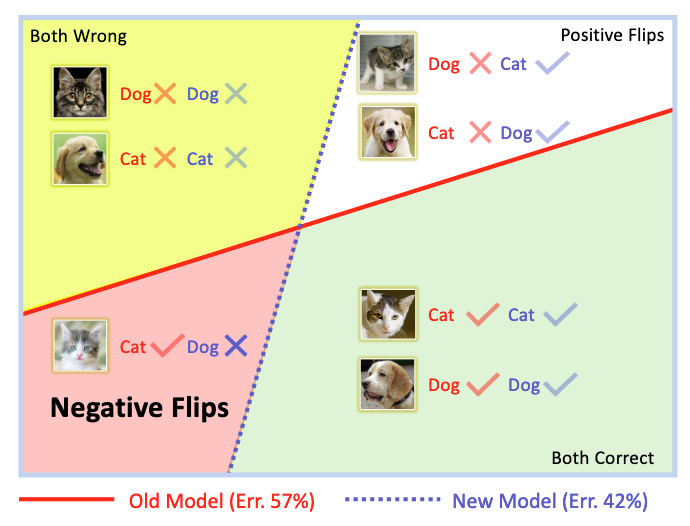 Both Wrong
Positive Flips
Dog Dog
Cat Cat
Dog Cat
Cat Dog
Cat Dog
Negative Flips
Cat Cat
Dog Dog
Both Correct
Old Model (Err. 57%)
New Model (Err. 42%)